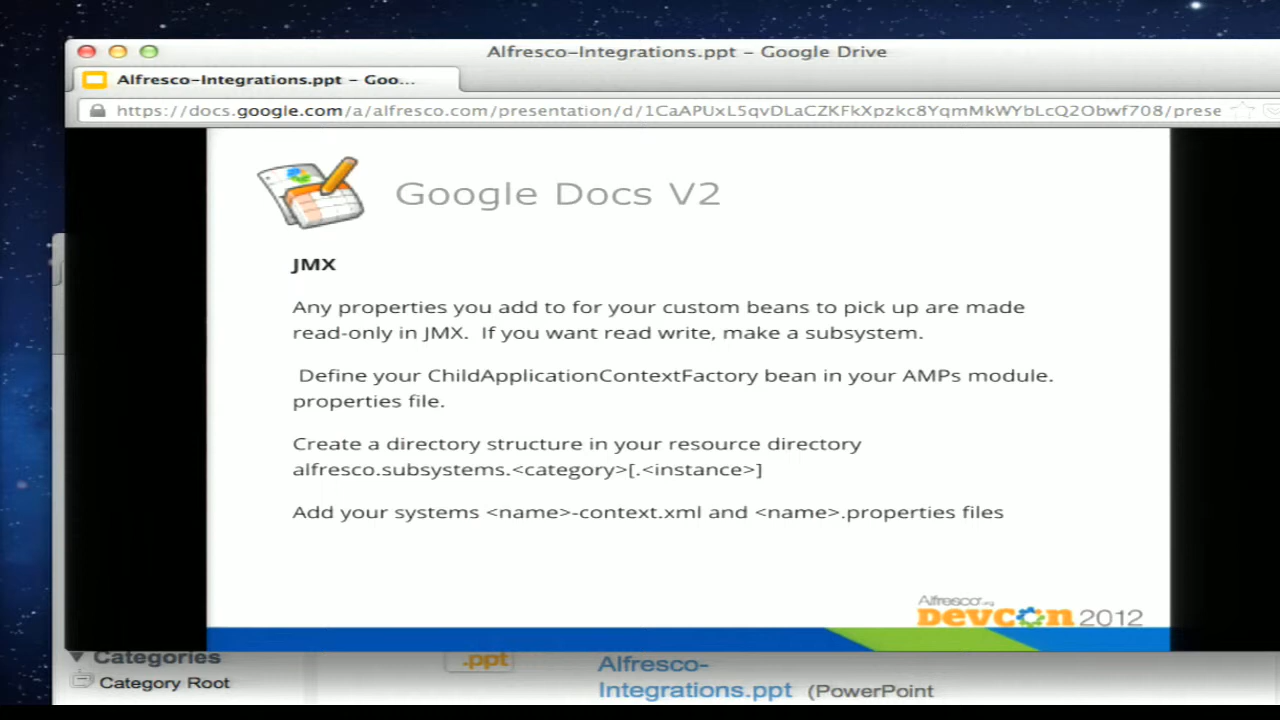 Alfresco-Integrations.ppt - Google Drive
Alfresco-Integrations.ppt - Goo...
https://docs.google.com/a/alfresco.com/presentation/d/1CaAPUxL5qvDLaCZKFkXpzkc8YqmMkWYbLcQ2Obwf708/prese
Google Docs V2
JMX
Any properties you add to for your custom beans to pick up are made
read-only in JMX.  If you want read write, make a subsystem.
Define your ChildApplicationContextFactory bean in your AMPs module.
properties file.
Create a directory structure in your resource directory
alfresco.subsystems.<category>[.<instance>]
Add your systems <name>-context.xml and <name>.properties files
Alfresco
DEVCON 2012
Categories
Category Root
.ppt
Alfresco-
Integrations.ppt (PowerPoint